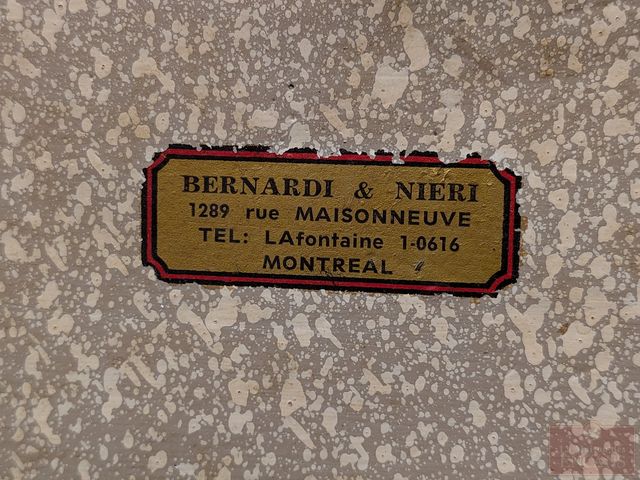 BERNARDI & NIERI
1289 rue MAISONNEUVE
TEL: LAfontaine 1-0616
MONTREAL